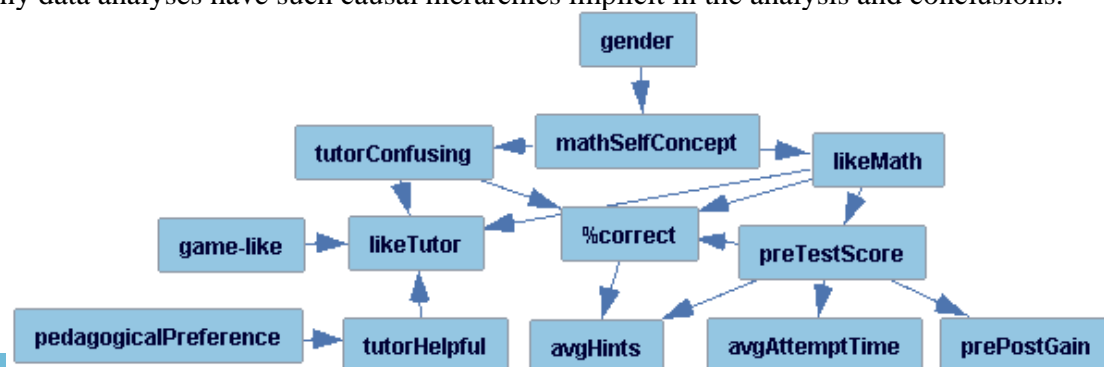 ly data analyses have such causal hierarchies implicit in the analysis and conclusions.
gender
mathSelfConcept
tutorConfusing
likeMath
%correct
game-like
likeTutor
preTestScore
pedagogicalPreference
tutorHelpful
avgHints
avgAttemptTime
prePostGain